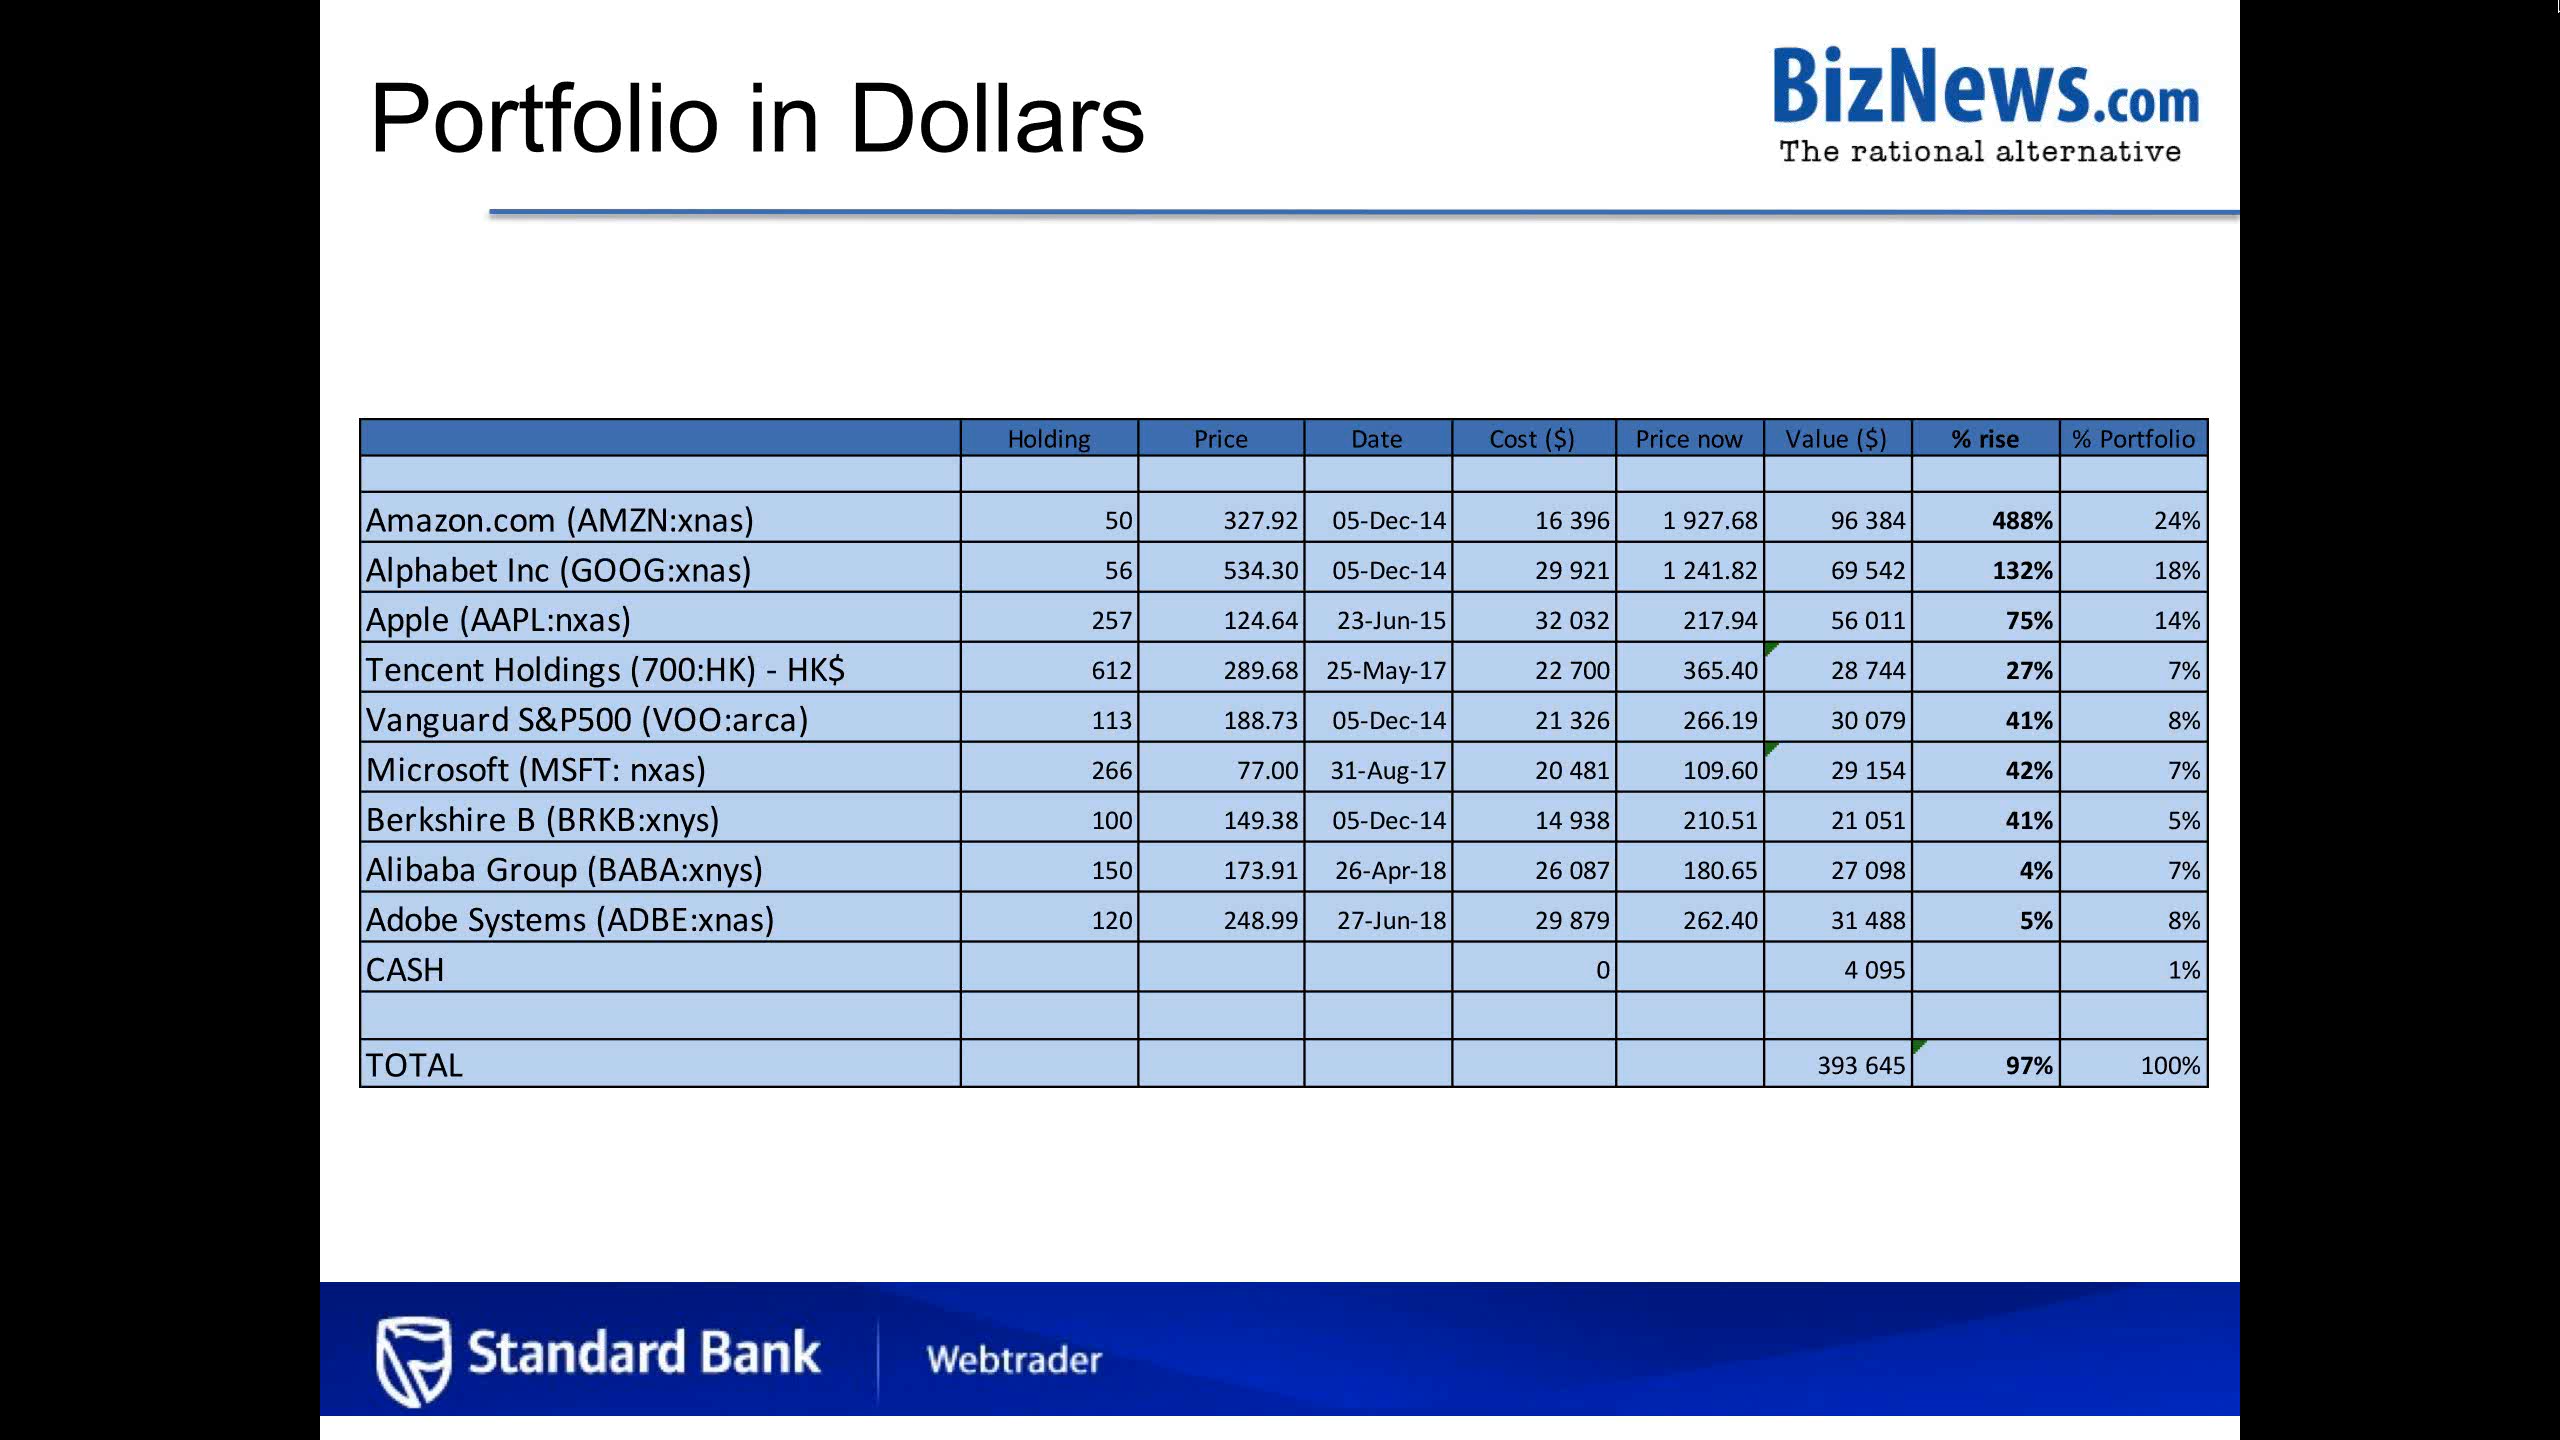 Portfolio in Dollars
BizNews.com
The rational alternative
Holding Price Date Cost ($) Price now Value ($) % rise % Portfolio
Amazon.com (AMZN:xnas) 50 327.92 05-Dec-14 16 396 1 927.68 96 384 488% 24%
Alphabet Inc (GOOG:xnas) 56 534.30 05-Dec-14 29 921 1 241.82 69 542 132% 18%
Apple (AAPL:nxas) 257 124.64 23-Jun-15 32 032 217.94 56 011 75% 14%
Tencent Holdings (700:HK) - HK$ 612 289.68 25-May-17 22 700 365.40 28 744 27% 7%
Vanguard S&P500 (VOO:arca) 113 188.73 05-Dec-14 21 326 266.19 30 079 41% 8%
Microsoft (MSFT: nxas) 266 77.00 31-Aug-17 20 481 109.60 29 154 42% 7%
Berkshire B (BRKB:xnys) 100 149.38 05-Dec-14 14 938 210.51 21 051 41% 5%
Alibaba Group (BABA:xnys) 150 173.91 26-Apr-18 26 087 180.65 27 098 4% 7%
Adobe Systems (ADBE:xnas) 120 248.99 27-Jun-18 29 879 262.40 31 488 5% 8%
CASH 0 4 095 1%
TOTAL 393 645 97% 100%
Standard Bank Webtrader